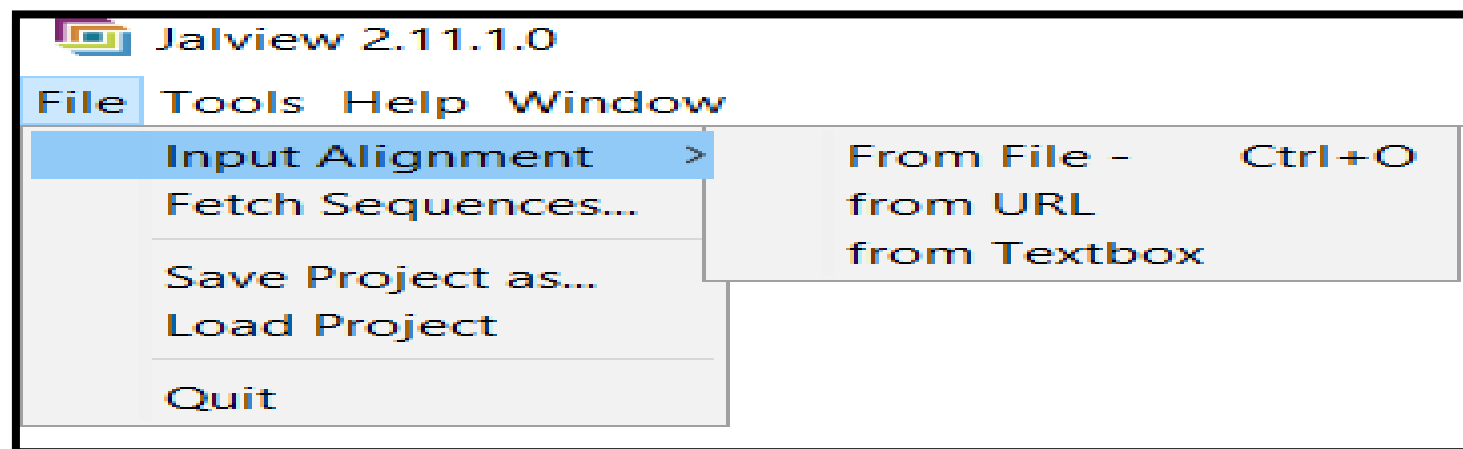 Jalview 2.11.1.0
File Tools Help Window
Input Alignment >
Fetch Sequences...
Save Project as...
Load Project
Quit
From File - Ctrl+O
from URL
from Textbox